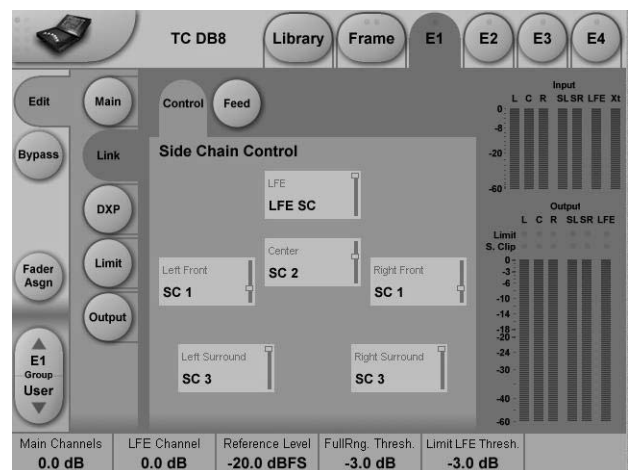 TC DB8
Library
Frame
E1
E2
E3
E4
Edit
Bypass
Fader
Asgn
E1
Group
User
Main
Link
DXP
Limit
Output
Control
Feed
Side Chain Control
LFE
LFE SC
Center
SC 2
Left Front
SC 1
Right Front
SC 1
Left Surround
SC 3
Right Surround
SC 3
Input
L C R SL SR LFE Xt
0
-8
-20
-60
Output
L C R SL SR LFE
Limit
S. Clip
0
-3
-6
-10
-14
-18
-20
-24
-30
-40
-60
Main Channels
0.0 dB
LFE Channel
0.0 dB
Reference Level
-20.0 dBFS
FullRng. Thresh.
-3.0 dB
Limit LFE Thresh.
-3.0 dB